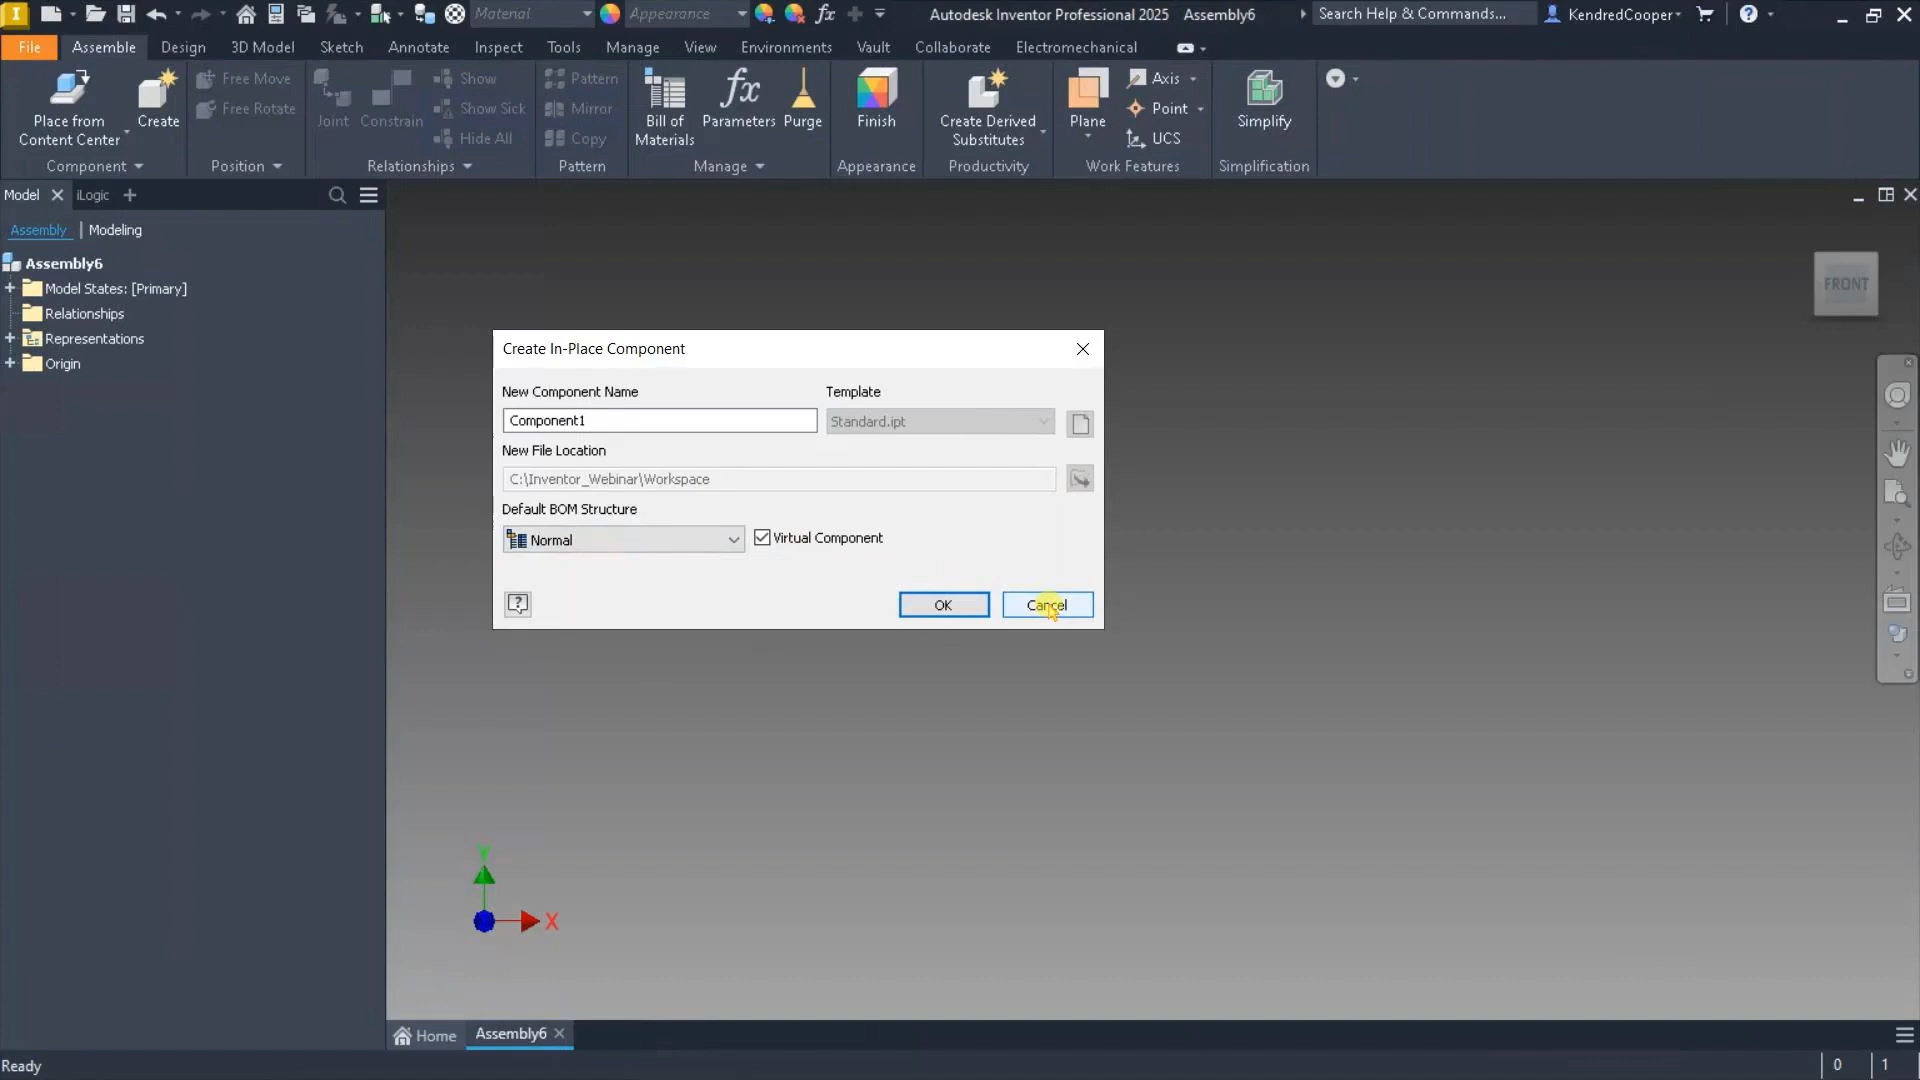 I Material Appearance fx Autodesk Inventor Professional 2025 Assembly6 Search Help & Commands... KendredCooper ?
File Assemble Design 3D Model Sketch Annotate Inspect Tools Manage View Environments Vault Collaborate Electromechanical
Free Move Show Pattern Axis
Free Rotate Show Sick Mirror Point
Hide All Copy UCS
Place from Content Center Create Joint Constrain Bill of Materials fx Parameters Purge Finish Create Derived Substitutes Plane Simplify
Component Position Relationships Pattern Manage Appearance Productivity Work Features Simplification
Model iLogic +
Assembly | Modeling
Assembly6
Model States: [Primary]
Relationships
Representations
Origin
FRONT
Create In-Place Component
New Component Name Template
Component1 Standard.ipt
New File Location
C:\Inventor_Webinar\Workspace
Default BOM Structure
Normal Virtual Component
? OK Cancel
Y
X
Home Assembly6
Ready 0 1